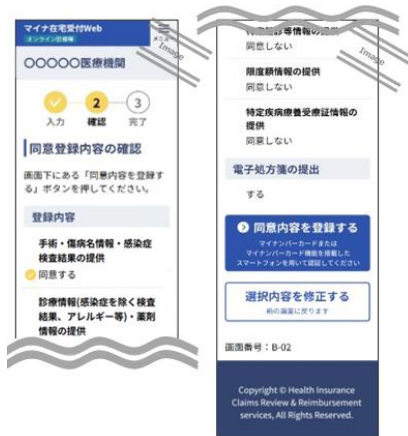 マイナ在宅受付Web
オンライン診療等
メニュー
Image
〇〇〇〇〇医療機関
2
3
入力
確認
完了
同意登録内容の確認
画面下にある「同意内容を登録す
る」ボタンを押してください。
登録内容
手術・傷病名情報・感染症
検査結果の提供
同意する
診療情報(感染症を除く検査
結果、アレルギー等)・薬剤
情報の提供
特定健診等情報の提供
同意しない
Image
限度額情報の提供
同意しない
特定疾病療養受療証情報の
提供
同意しない
電子処方箋の提出
する
同意内容を登録する
マイナンバーカードまたは
マイナンバーカード機能を搭載した
スマートフォンを用いて認証してください
選択内容を修正する
前の画面に戻ります
画面番号：B-02
Copyright © Health Insurance
Claims Review & Reimbursement
services, All Rights Reserved.